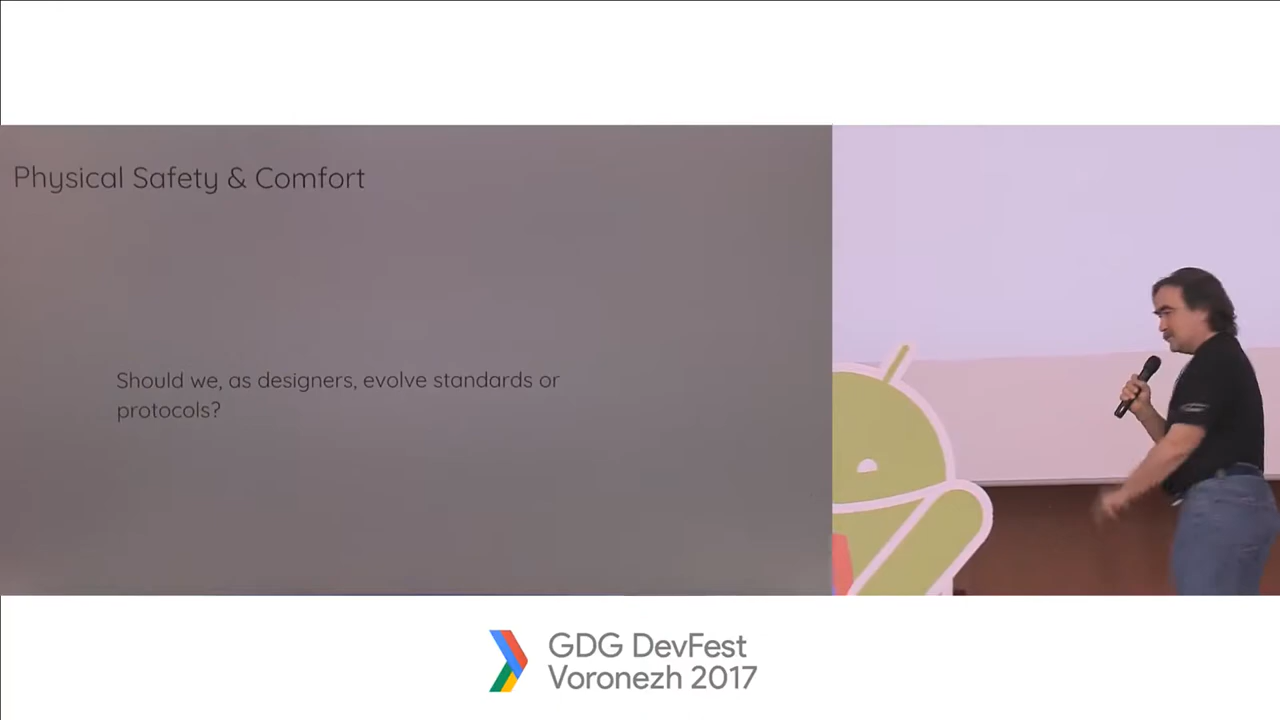 Physical Safety & Comfort
Should we, as designers, evolve standards or
protocols?
GDG DevFest
Voronezh 2017